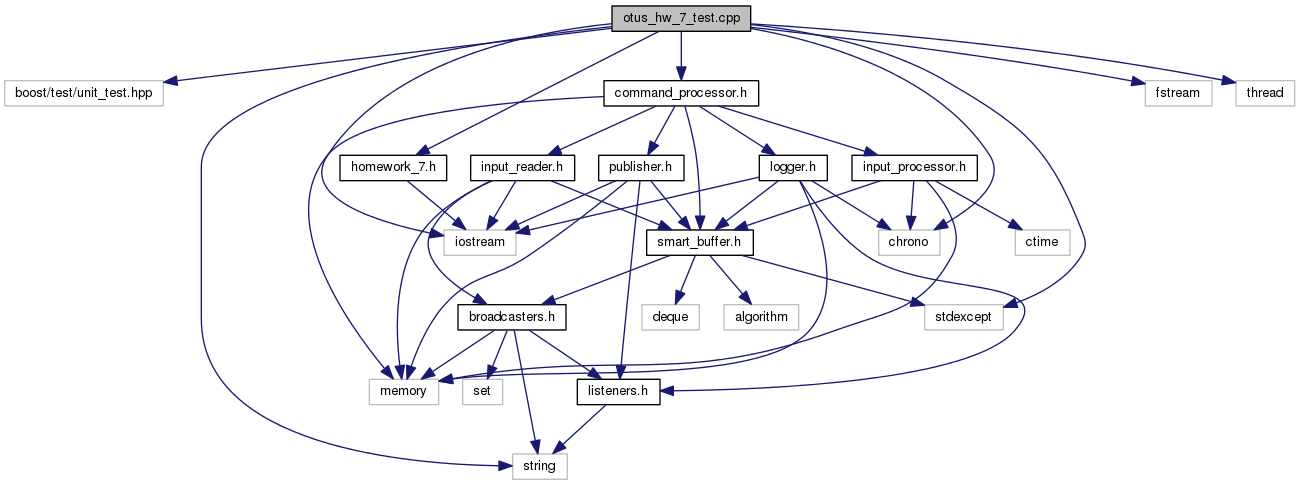 otus_hw_7_test.cpp
boost/test/unit_test.hpp
command_processor.h
fstream
thread
homework_7.h
input_reader.h
publisher.h
logger.h
input_processor.h
iostream
smart_buffer.h
chrono
ctime
broadcasters.h
deque
algorithm
stdexcept
memory
set
listeners.h
string